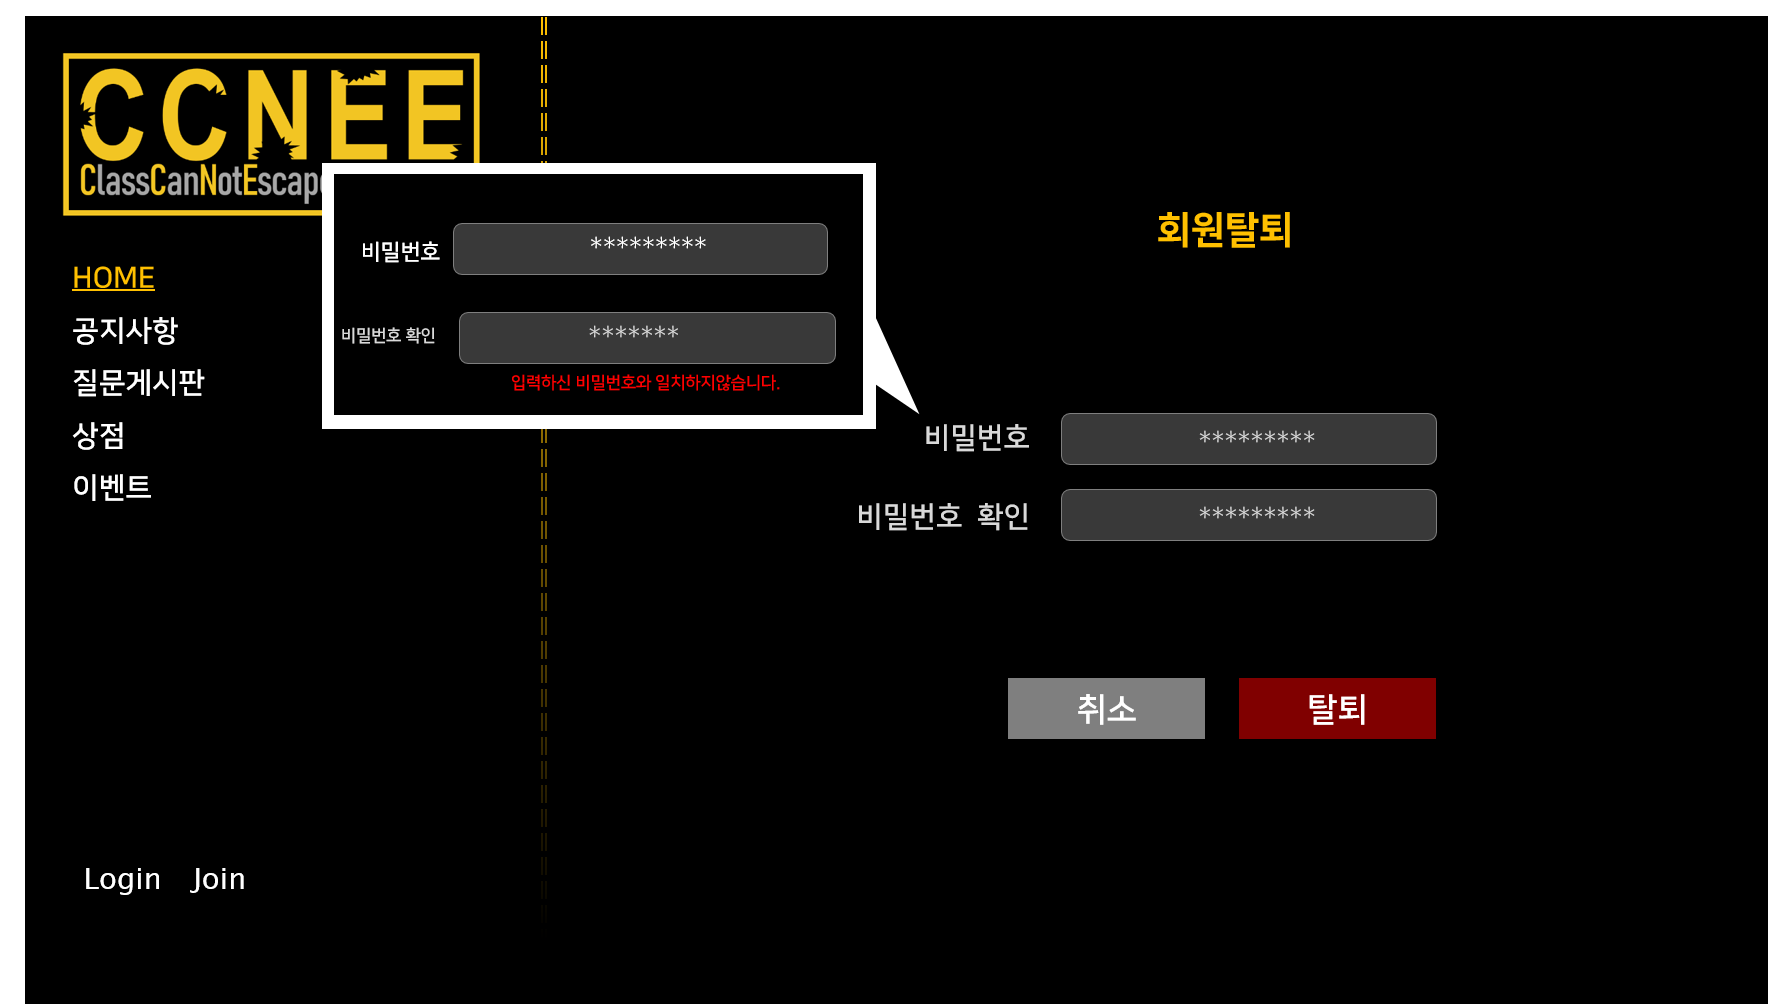 CCNEE
ClassCanNotEscap
HOME
공지사항
질문게시판
상점
이벤트
Login Join
비밀번호 *********
비밀번호 확인 *******
입력하신 비밀번호와 일치하지않습니다.
회원탈퇴
비밀번호 *********
비밀번호 확인 *********
취소 탈퇴